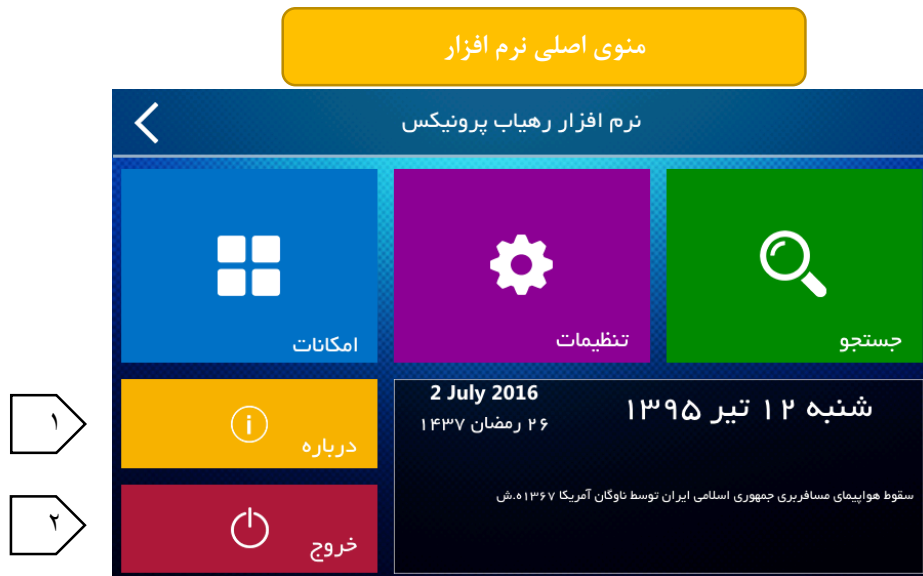 منوی اصلی نرم افزار
نرم افزار رهیاب پرونیکس
جستجو
تنظیمات
امکانات
شنبه ۱۲ تیر ۱۳۹۵
2 July 2016
۲۶ رمضان ۱۴۳۷
سقوط هواپیمای مسافربری جمهوری اسلامی ایران توسط ناوگان آمریکا ۱۳۶۷ه.ش
درباره
خروج
۱
۲